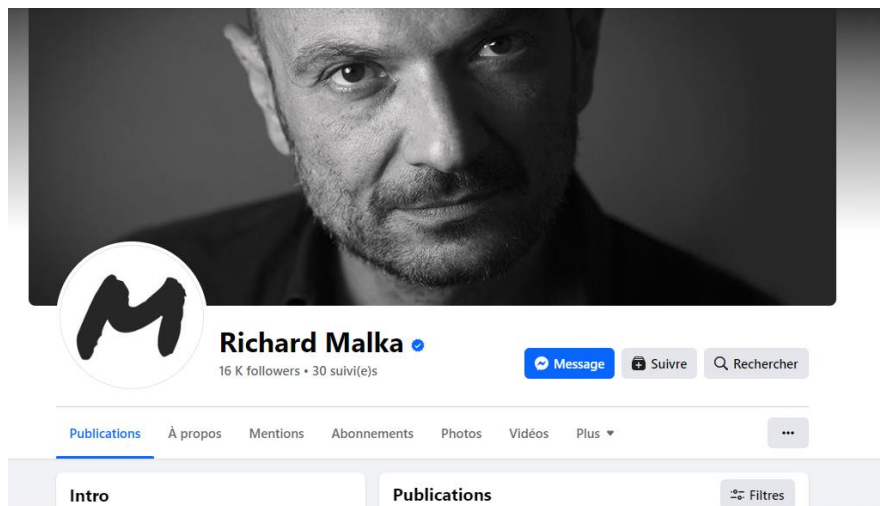 Richard Malka
16 K followers • 30 suivi(e)s
Message Suivre Rechercher
Publications À propos Mentions Abonnements Photos Vidéos Plus
Intro
Publications
Filtres